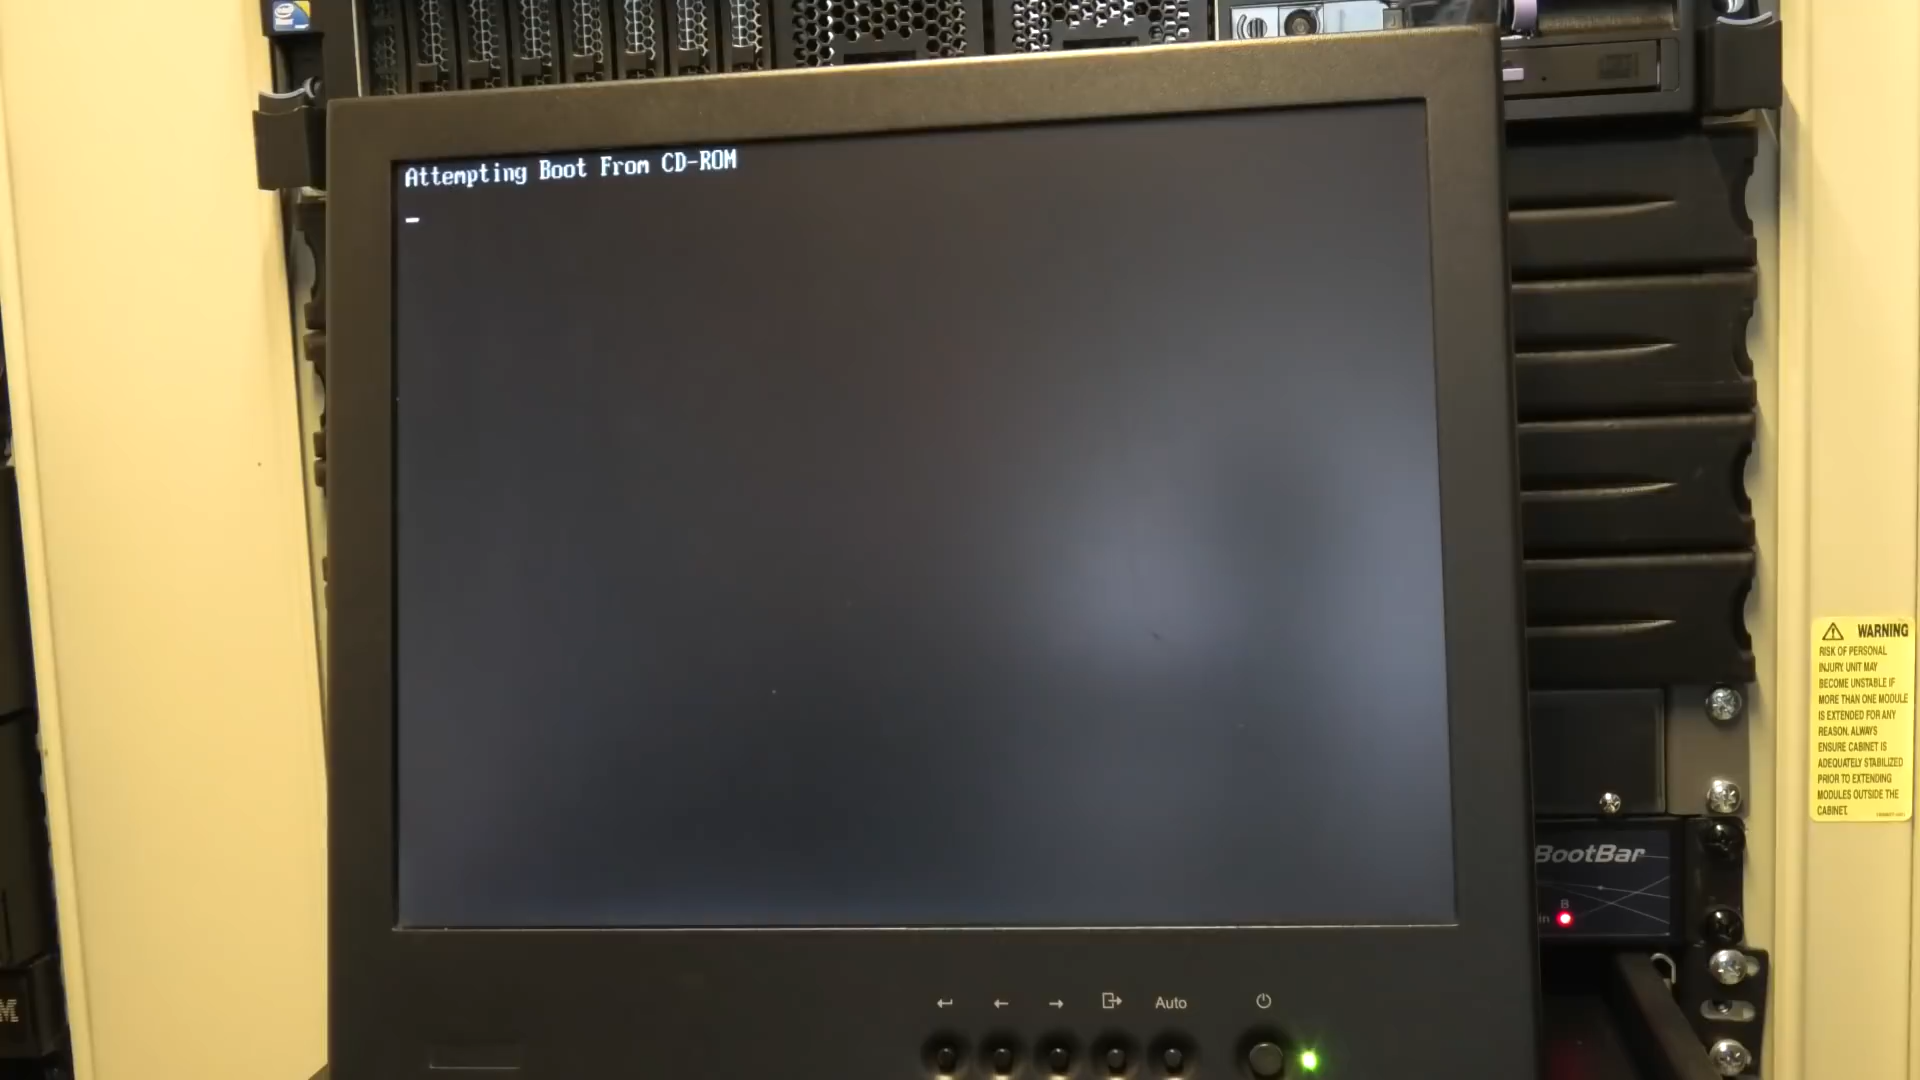 Attempting Boot From CD-ROM
WARNING
RISK OF PERSONAL
INJURY. UNIT MAY
BECOME UNSTABLE IF
MORE THAN ONE MODULE
IS EXTENDED FOR ANY
REASON. ALWAYS
ENSURE CABINET IS
ADEQUATELY STABILIZED
PRIOR TO EXTENDING
MODULES OUTSIDE THE
CABINET.
BootBar
B
in
Auto